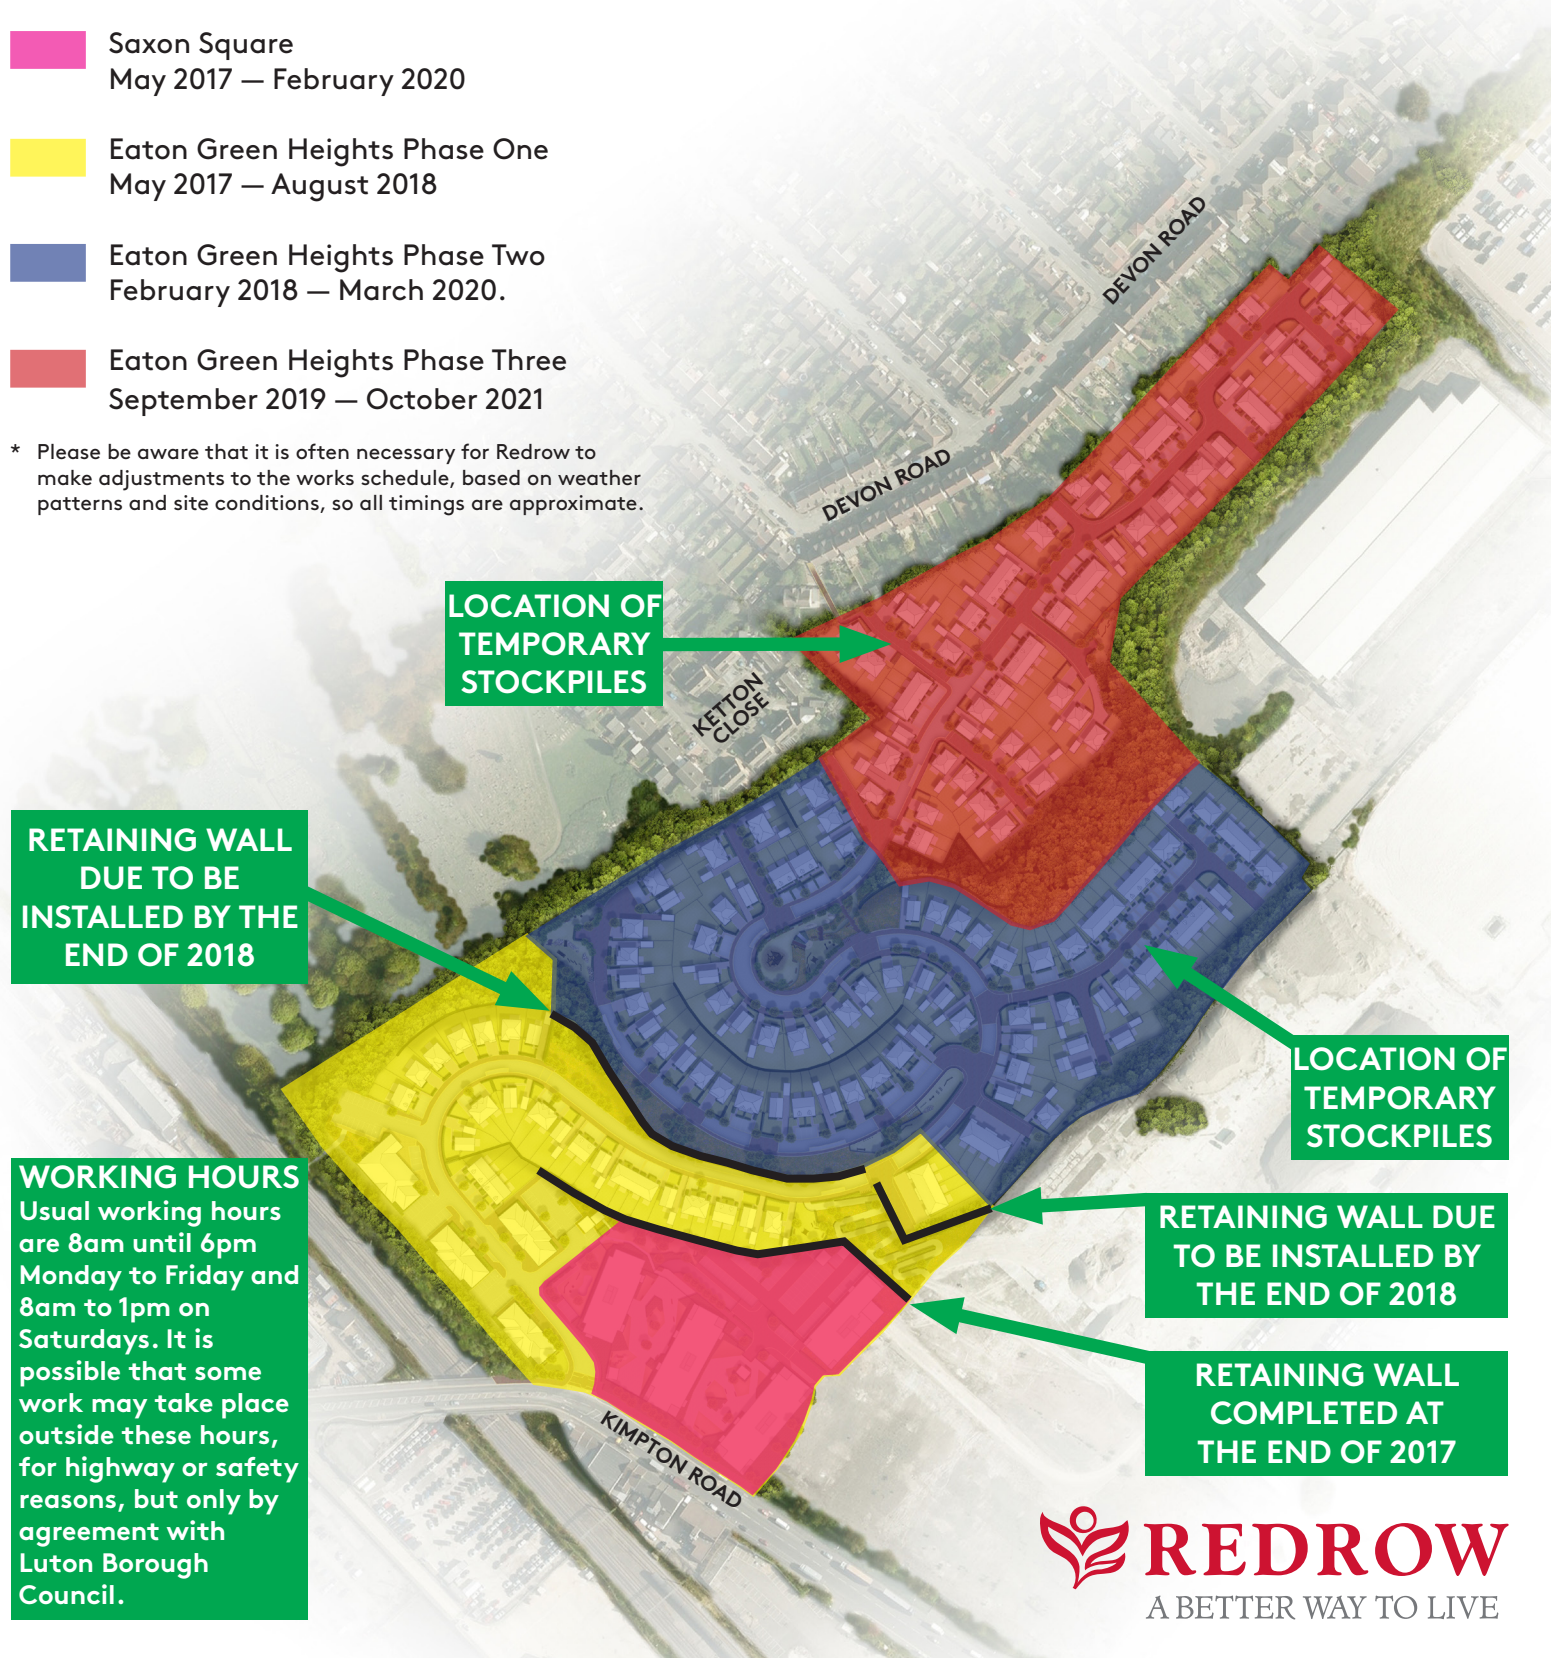 Saxon Square
May 2017 — February 2020
Eaton Green Heights Phase One
May 2017 — August 2018
Eaton Green Heights Phase Two
February 2018 — March 2020.
Eaton Green Heights Phase Three
September 2019 — October 2021
* Please be aware that it is often necessary for Redrow to
make adjustments to the works schedule, based on weather
patterns and site conditions, so all timings are approximate.
DEVON ROAD
DEVON ROAD
LOCATION OF
TEMPORARY
STOCKPILES
KETTON
CLOSE
RETAINING WALL
DUE TO BE
INSTALLED BY THE
END OF 2018
LOCATION OF
TEMPORARY
STOCKPILES
WORKING HOURS
Usual working hours
are 8am until 6pm
Monday to Friday and
8am to 1pm on
Saturdays. It is
possible that some
work may take place
outside these hours,
for highway or safety
reasons, but only by
agreement with
Luton Borough
Council.
RETAINING WALL DUE
TO BE INSTALLED BY
THE END OF 2018
RETAINING WALL
COMPLETED AT
THE END OF 2017
KIMPTON ROAD
REDROW
A BETTER WAY TO LIVE